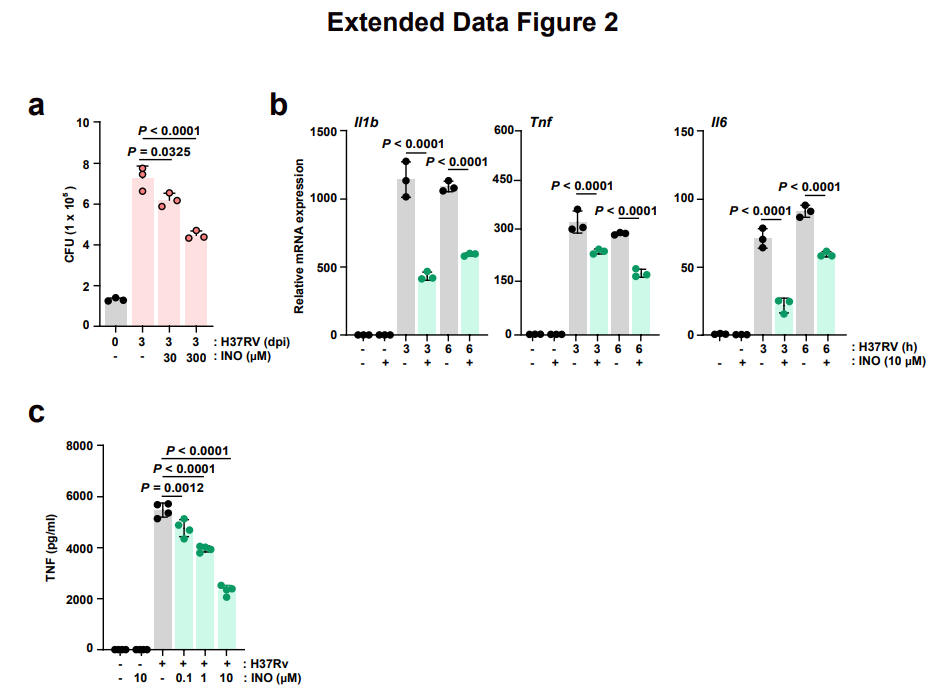 Extended Data Figure 2
a
CFU (1 x 10⁵ )
10
8
6
4
2
0
P < 0.0001
P = 0.0325
0 3 3 3 : H37RV (dpi)
- - 30 300 : INO (µM)
b
Relative mRNA expression
Il1b
1500
1000
500
0
P < 0.0001
P < 0.0001
- - 3 3 6 6
- + - + - +
Tnf
600
450
300
150
0
P < 0.0001
P < 0.0001
- - 3 3 6 6
- + - + - +
Il6
150
100
50
0
P < 0.0001
P < 0.0001
- - 3 3 6 6 : H37RV (h)
- + - + - + : INO (10 µM)
c
TNF (pg/ml)
8000
6000
4000
2000
0
P < 0.0001
P < 0.0001
P = 0.0012
- - + + + + : H37Rv
- 10 - 0.1 1 10 : INO (µM)